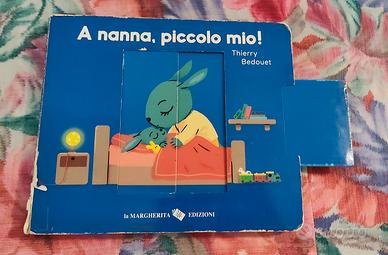 A nanna, piccolo mio!
Thierry
Bedouet
la MARGHERITA EDIZIONI